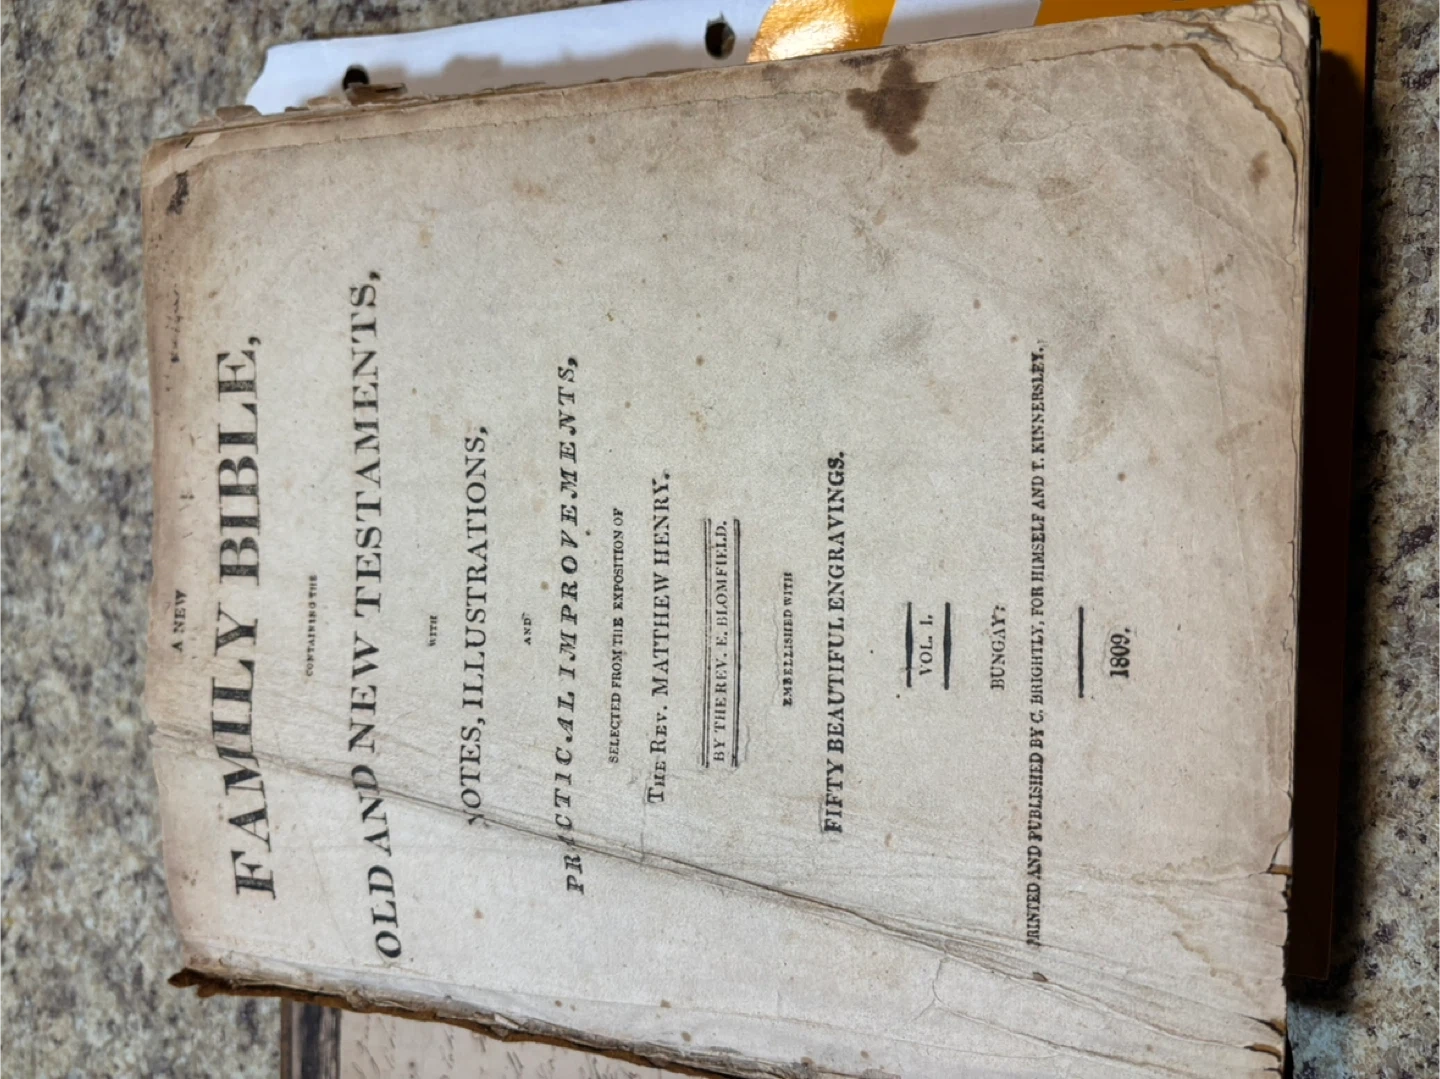 A NEW
FAMILY BIBLE,
CONTAINING THE
OLD AND NEW TESTAMENTS,
WITH
NOTES, ILLUSTRATIONS,
AND
PRACTICAL IMPROVEMENTS,
SELECTED FROM THE EXPOSITION OF
THE REV. MATTHEW HENRY.
BY THE REV. E. BLOMFIELD.
EMBELLISHED WITH
FIFTY BEAUTIFUL ENGRAVINGS.
VOL. I.
BUNGAY:
PRINTED AND PUBLISHED BY C. BRIGHTLY, FOR HIMSELF AND T. KINNERSLEY.
1809.